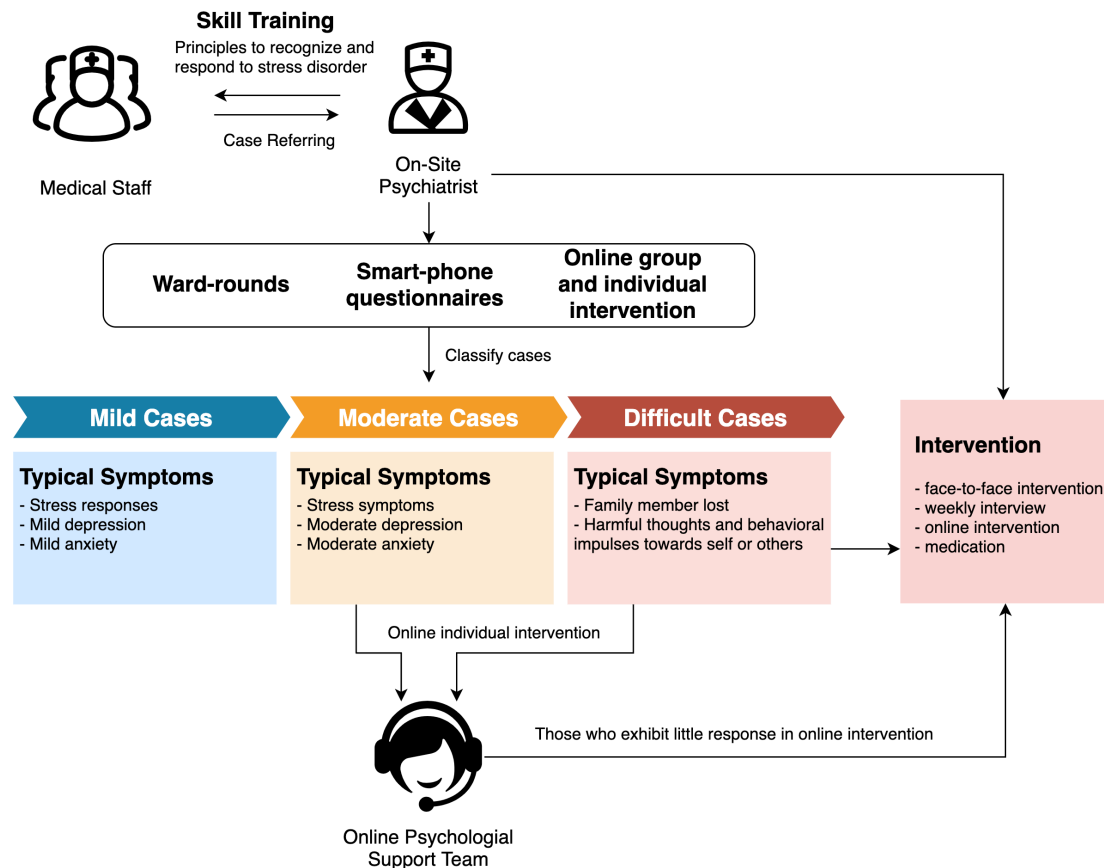 Skill Training
Principles to recognize and
respond to stress disorder
Case Referring
Medical Staff
On-Site
Psychiatrist
Ward-rounds
Smart-phone
questionnaires
Online group
and individual
intervention
Classify cases
Mild Cases
Moderate Cases
Difficult Cases
Typical Symptoms
- Stress responses
- Mild depression
- Mild anxiety
Typical Symptoms
- Stress symptoms
- Moderate depression
- Moderate anxiety
Typical Symptoms
- Family member lost
- Harmful thoughts and behavioral
impulses towards self or others
Intervention
- face-to-face intervention
- weekly interview
- online intervention
- medication
Online individual intervention
Those who exhibit little response in online intervention
Online Psychologial
Support Team